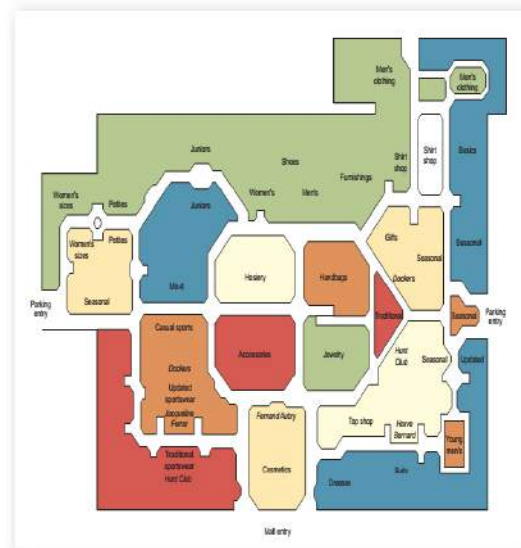 Men's
clothing
Men's
clothing
Juniors
Shoes
Shirt
shop
Shirt
shop
Basics
Furnishings
Women's
sizes
Petites
Juniors
Women's
Men's
Women's
sizes
Petites
Gifts
Seasonal
Seasonal
Hosiery
Handbags
Dockers
Seasonal
Parking
entry
Traditional
Seasonal
Parking
entry
Casual sports
Accessories
Jewelry
Hunt
Club
Seasonal
Updated
Dockers
Updated
sportswear
Jacqueline
Ferrar
Fernand Aubry
Top shop
Herve
Bernard
Young
men's
Traditional
sportswear
Hunt Club
Cosmetics
Dresses
Suits
Mall entry